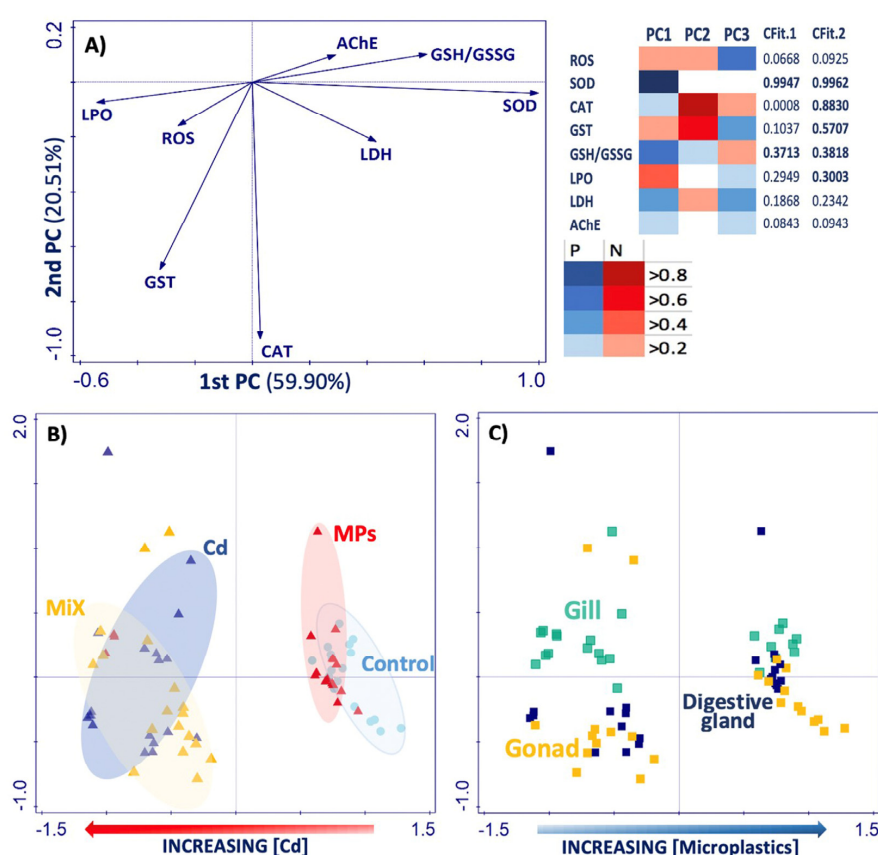 A)
0.2
-1.0
2nd PC (20.51%)
-0.6
1st PC (59.90%)
1.0
AChE
GSH/GSSG
SOD
LPO
ROS
LDH
GST
CAT
PC1 PC2 PC3 CFit.1 CFit.2
ROS 0.0668 0.0925
SOD 0.9947 0.9962
CAT 0.0008 0.8830
GST 0.1037 0.5707
GSH/GSSG 0.3713 0.3818
LPO 0.2949 0.3003
LDH 0.1868 0.2342
AChE 0.0843 0.0943
P N
>0.8
>0.6
>0.4
>0.2
B)
2.0
-1.0
MPs
Cd
MiX
Control
-1.5 1.5
INCREASING [Cd]
C)
2.0
-1.0
Gill
Digestive
gland
Gonad
-1.5 1.5
INCREASING [Microplastics]